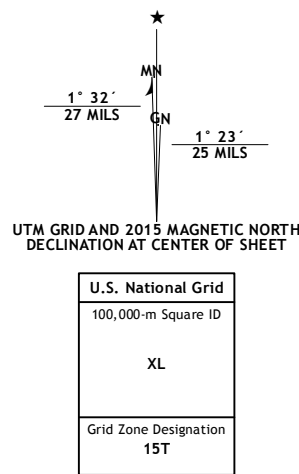 ★
MN
1° 32´
27 MILS
GN
1° 23´
25 MILS
UTM GRID AND 2015 MAGNETIC NORTH
DECLINATION AT CENTER OF SHEET
U.S. National Grid
100,000-m Square ID
XL
Grid Zone Designation
15T